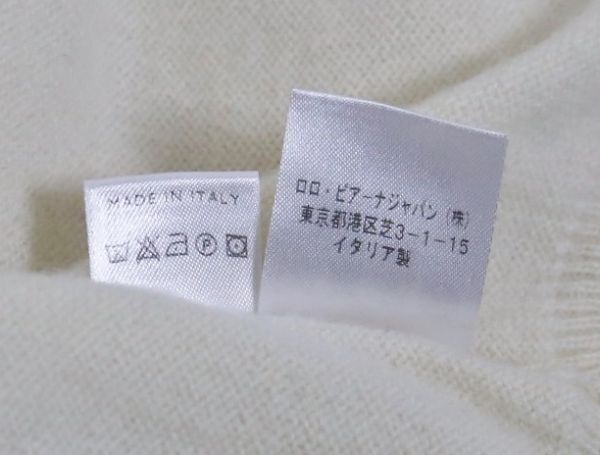 MADE IN ITALY
P
ロロ・ピアーナジャパン (株)
東京都港区芝3-1-15
イタリア製